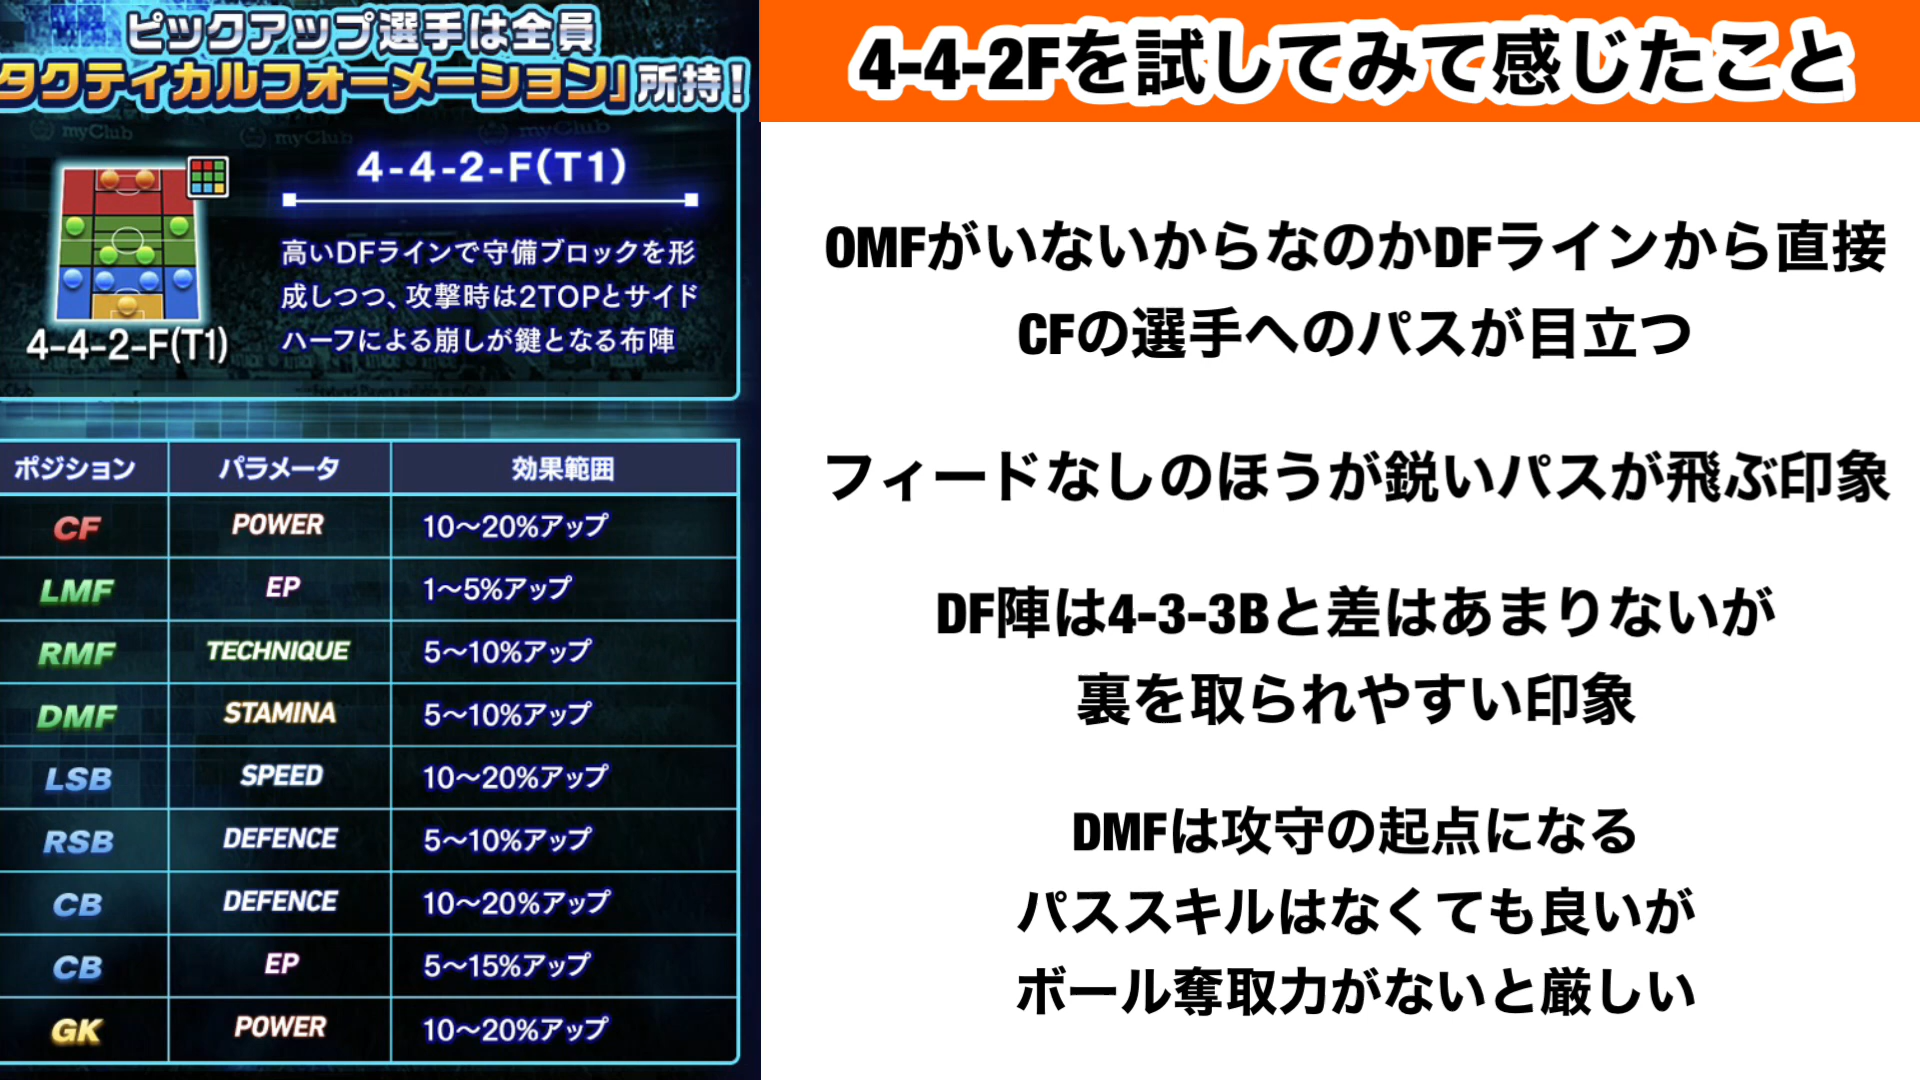 ピックアップ選手は全員
タクティカルフォーメーション」所持!
myClub
myClub
myClub
4-4-2-F(T1)
高いDFラインで守備ブロックを形
成しつつ、攻撃時は2TOPとサイド
ハーフによる崩しが鍵となる布陣
4-4-2-F(T1)
ポジション パラメータ 効果範囲
CF POWER 10〜20%アップ
LMF EP 1〜5%アップ
RMF TECHNIQUE 5〜10%アップ
DMF STAMINA 5〜10%アップ
LSB SPEED 10〜20%アップ
RSB DEFENCE 5〜10%アップ
CB DEFENCE 10〜20%アップ
CB EP 5〜15%アップ
GK POWER 10〜20%アップ
4-4-2Fを試してみて感じたこと
OMFがいないからなのかDFラインから直接
CFの選手へのパスが目立つ
フィードなしのほうが鋭いパスが飛ぶ印象
DF陣は4-3-3Bと差はあまりないが
裏を取られやすい印象
DMFは攻守の起点になる
パススキルはなくても良いが
ボール奪取力がないと厳しい